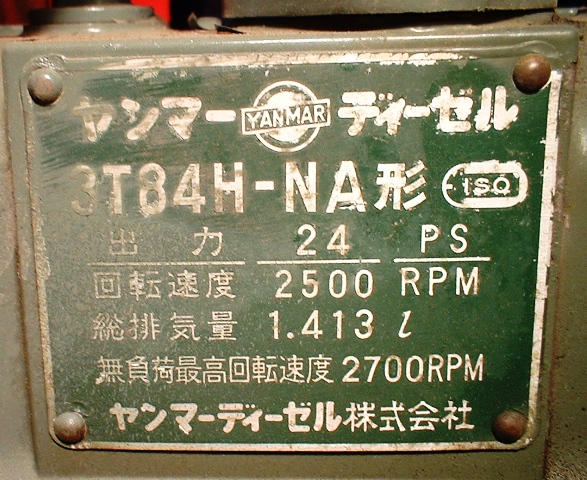 ヤンマー YANMAR ディーゼル
3T84H-NA形 ISO
出力 24 PS
回転速度 2500 RPM
総排気量 1.413 l
無負荷最高回転速度 2700RPM
ヤンマーディーゼル株式会社